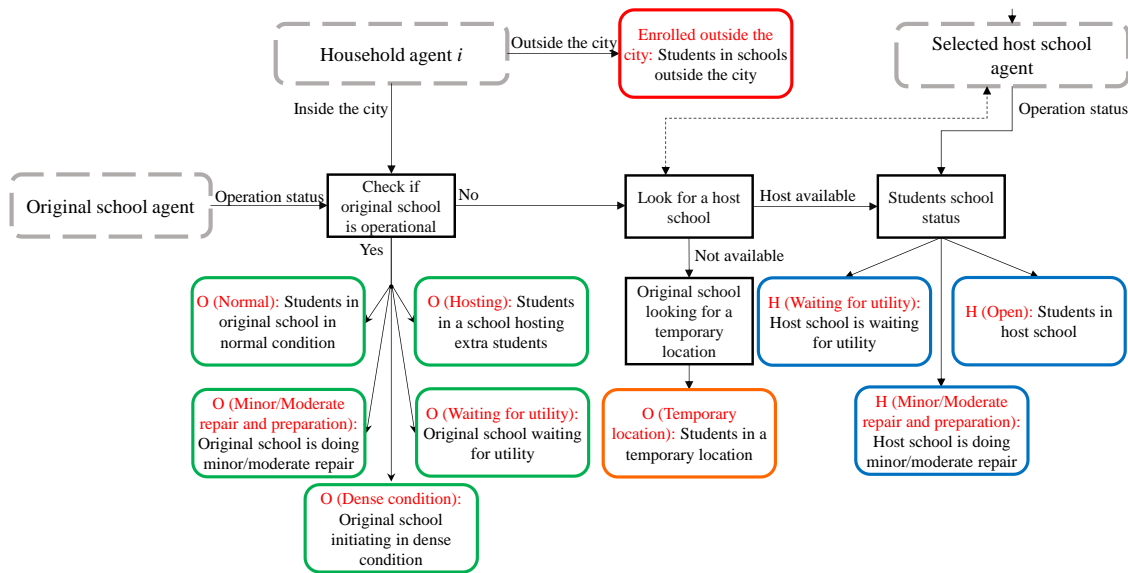 Household agent i
Outside the city
Enrolled outside the
city: Students in schools
outside the city
Selected host school
agent
Inside the city
Operation status
Original school agent
Operation status
Check if
original school
is operational
No
Look for a host
school
Host available
Students school
status
Yes
Not available
O (Normal): Students in
original school in
normal condition
O (Hosting): Students
in a school hosting
extra students
Original school
looking for a
temporary
location
H (Waiting for utility):
Host school is waiting
for utility
H (Open): Students in
host school
O (Minor/Moderate
repair and preparation):
Original school is doing
minor/moderate repair
O (Waiting for utility):
Original school waiting
for utility
O (Temporary
location): Students in a
temporary location
H (Minor/Moderate
repair and preparation):
Host school is doing
minor/moderate repair
O (Dense condition):
Original school
initiating in dense
condition